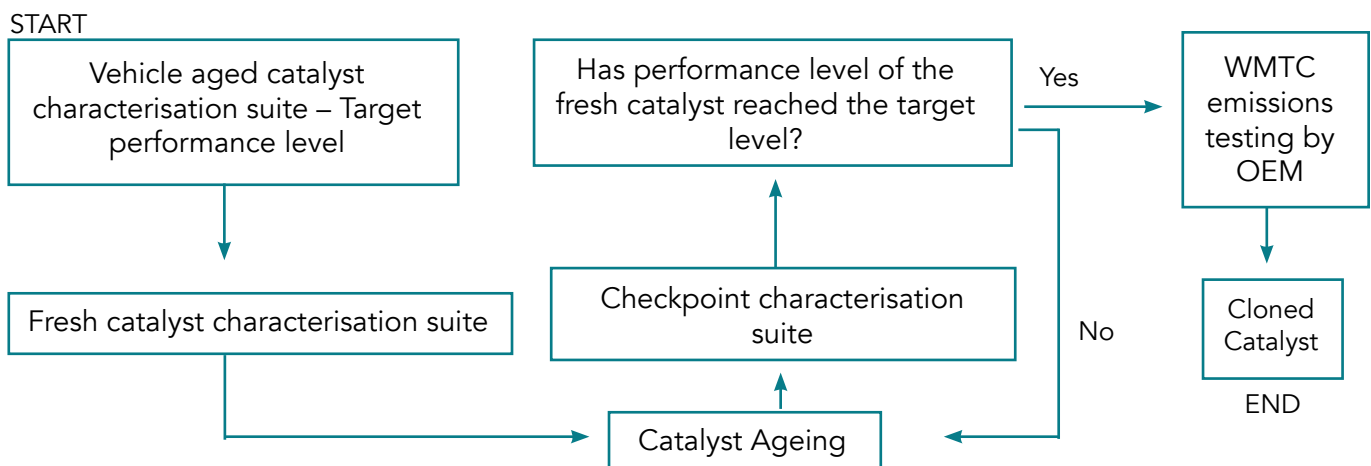 START
Vehicle aged catalyst
characterisation suite – Target
performance level
Fresh catalyst characterisation suite
Catalyst Ageing
Checkpoint characterisation
suite
Has performance level of the
fresh catalyst reached the target
level?
Yes
No
WMTC
emissions
testing by
OEM
Cloned
Catalyst
END